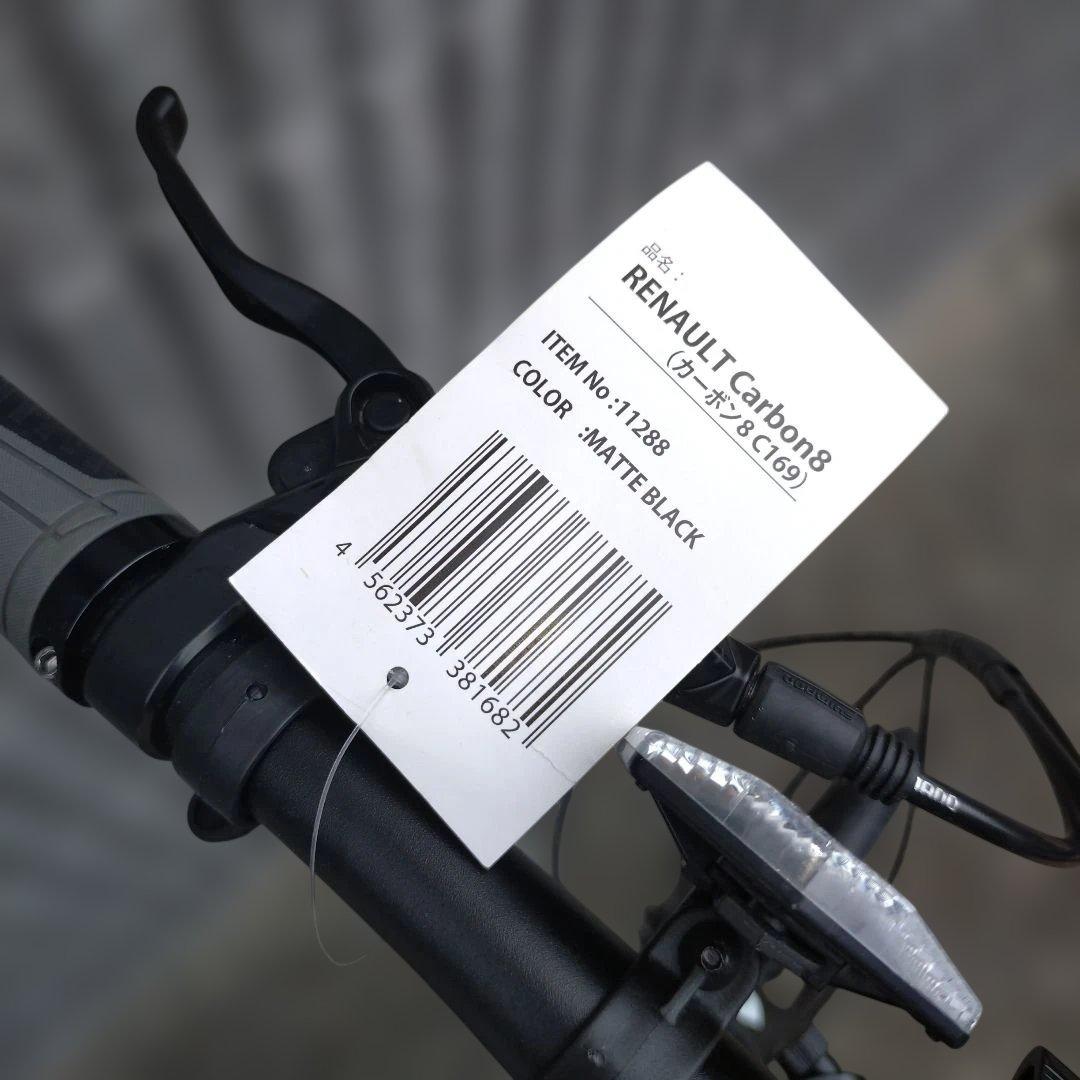 品名：
RENAULT Carbon8
（カーボン8 C169）
ITEM No :11288
COLOR :MATTE BLACK
4 562373 381682